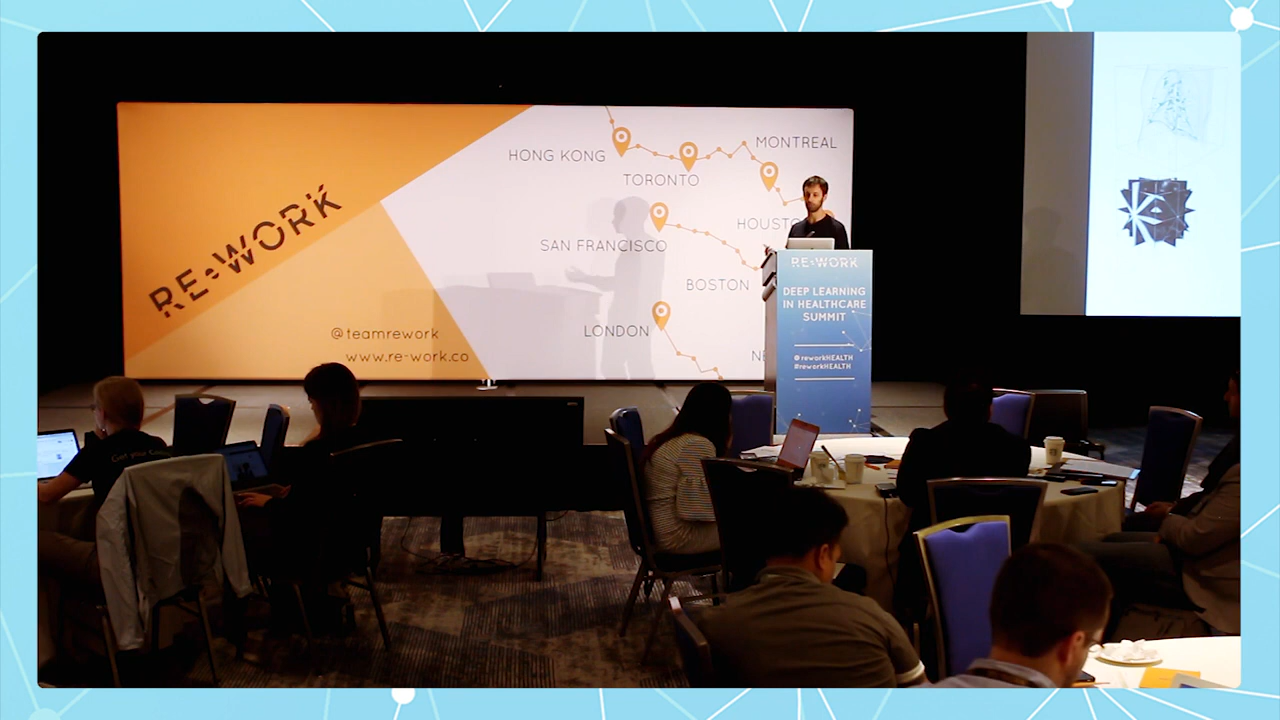 RE•WORK
@teamrework
www.re-work.co
HONG KONG
TORONTO
MONTREAL
SAN FRANCISCO
BOSTON
LONDON
RE•WORK
DEEP LEARNING
IN HEALTHCARE
SUMMIT
@reworkHEALTH
#reworkHEALTH